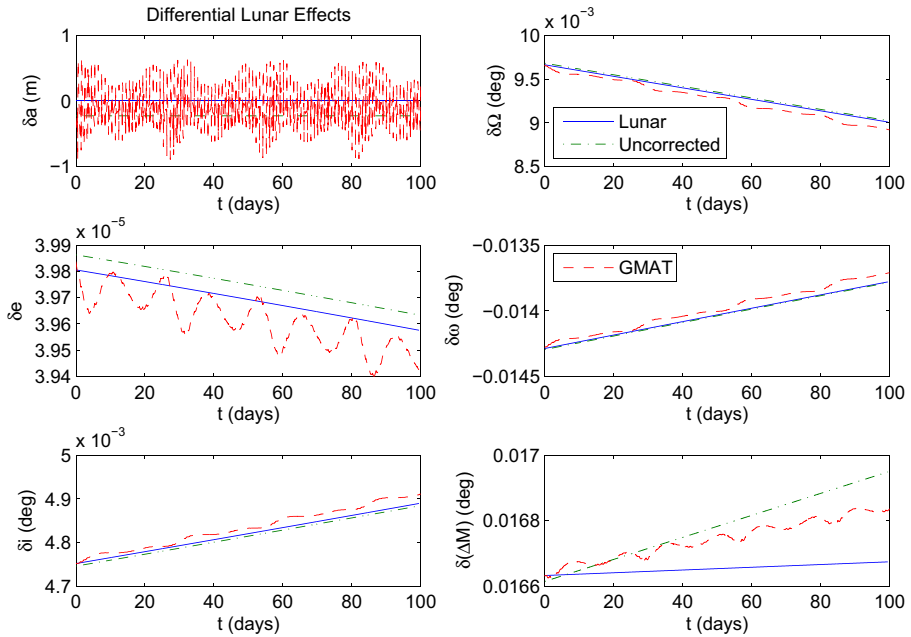 Differential Lunar Effects
1
0
−1
δa (m)
0 20 40 60 80 100
t (days)
x 10−3
9.5
9
8.5
δΩ (deg)
Lunar
Uncorrected
0 20 40 60 80 100
t (days)
x 10−5
3.99
3.98
3.97
3.96
3.95
3.94
δe
0 20 40 60 80 100
t (days)
−0.0135
−0.014
−0.0145
δω (deg)
GMAT
0 20 40 60 80 100
t (days)
x 10−3
5
4.9
4.8
4.7
δi (deg)
0 20 40 60 80 100
t (days)
0.017
0.0168
0.0166
δ(ΔM) (deg)
0 20 40 60 80 100
t (days)